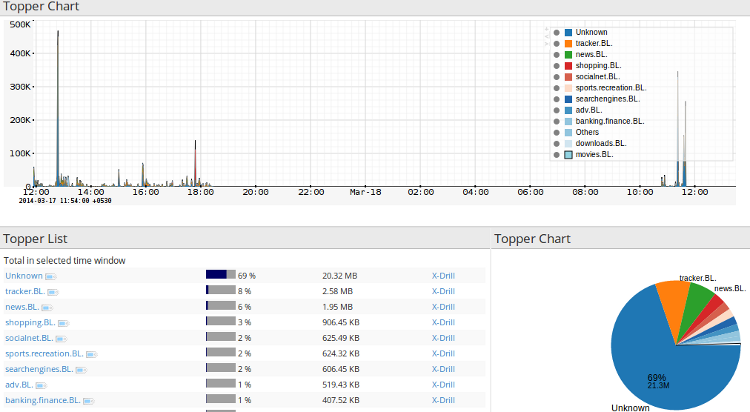 Topper Chart
500K
400K
300K
200K
100K
0
12:00 14:00 16:00 18:00 20:00 22:00 Mar-18 02:00 04:00 06:00 08:00 10:00 12:00
2014-03-17 11:54:00 +0530
Unknown
tracker.BL.
news.BL.
shopping.BL.
socialnet.BL.
sports.recreation.BL.
searchengines.BL.
adv.BL.
banking.finance.BL.
Others
downloads.BL.
movies.BL.
Topper List
Total in selected time window
Unknown 69 % 20.32 MB X-Drill
tracker.BL. 8 % 2.58 MB X-Drill
news.BL. 6 % 1.95 MB X-Drill
shopping.BL. 3 % 906.45 KB X-Drill
socialnet.BL. 2 % 625.49 KB X-Drill
sports.recreation.BL. 2 % 624.32 KB X-Drill
searchengines.BL. 2 % 606.45 KB X-Drill
adv.BL. 1 % 519.43 KB X-Drill
banking.finance.BL. 1 % 407.52 KB X-Drill
Topper Chart
tracker.BL.
news.BL.
69%
21.3M
Unknown